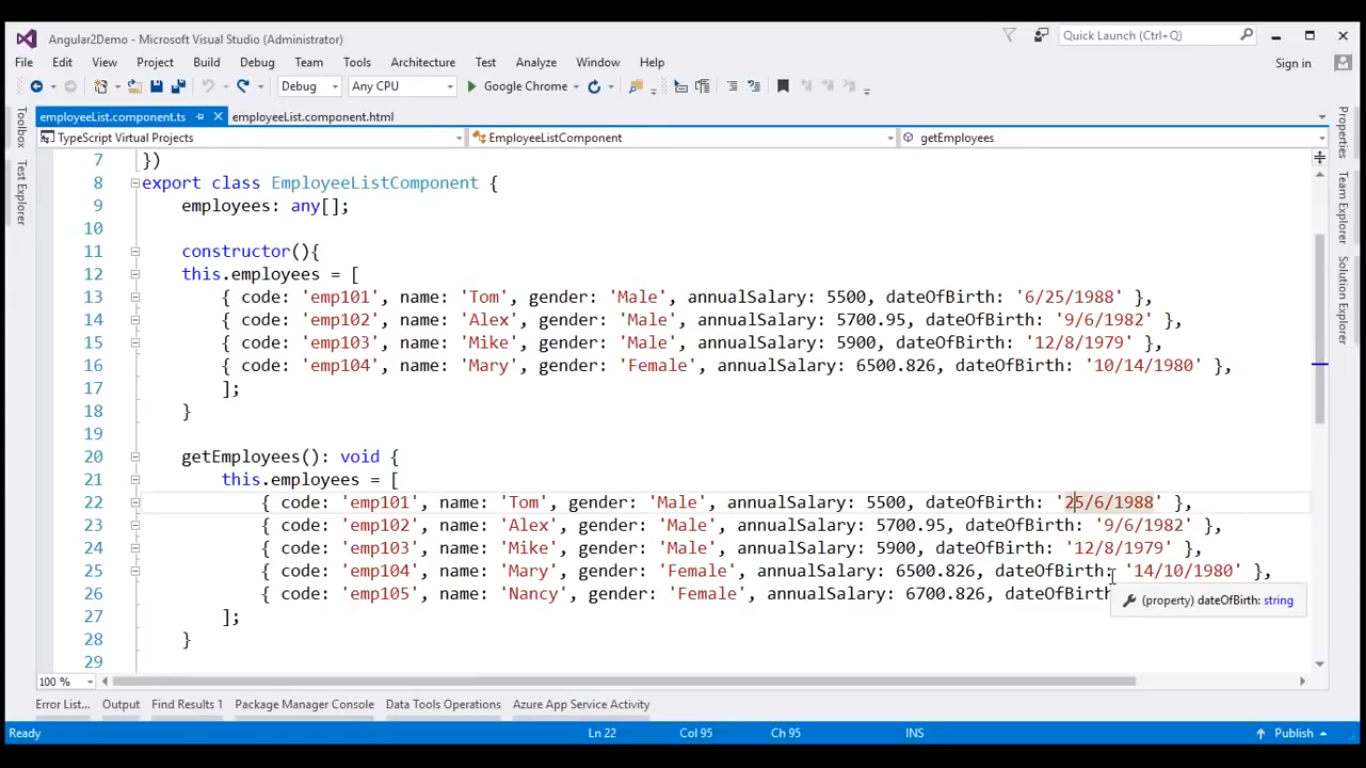 Angular2Demo - Microsoft Visual Studio (Administrator)
Quick Launch (Ctrl+Q)
File Edit View Project Build Debug Team Tools Architecture Test Analyze Window Help
Sign in
Debug Any CPU Google Chrome
employeeList.component.ts employeeList.component.html
TypeScript Virtual Projects EmployeeListComponent getEmployees
Toolbox
Test Explorer
Properties
Team Explorer
Solution Explorer
7 })
8 export class EmployeeListComponent {
9 employees: any[];
10
11 constructor(){
12 this.employees = [
13 { code: 'emp101', name: 'Tom', gender: 'Male', annualSalary: 5500, dateOfBirth: '6/25/1988' },
14 { code: 'emp102', name: 'Alex', gender: 'Male', annualSalary: 5700.95, dateOfBirth: '9/6/1982' },
15 { code: 'emp103', name: 'Mike', gender: 'Male', annualSalary: 5900, dateOfBirth: '12/8/1979' },
16 { code: 'emp104', name: 'Mary', gender: 'Female', annualSalary: 6500.826, dateOfBirth: '10/14/1980' },
17 ];
18 }
19
20 getEmployees(): void {
21 this.employees = [
22 { code: 'emp101', name: 'Tom', gender: 'Male', annualSalary: 5500, dateOfBirth: '25/6/1988' },
23 { code: 'emp102', name: 'Alex', gender: 'Male', annualSalary: 5700.95, dateOfBirth: '9/6/1982' },
24 { code: 'emp103', name: 'Mike', gender: 'Male', annualSalary: 5900, dateOfBirth: '12/8/1979' },
25 { code: 'emp104', name: 'Mary', gender: 'Female', annualSalary: 6500.826, dateOfBirth: '14/10/1980' },
26 { code: 'emp105', name: 'Nancy', gender: 'Female', annualSalary: 6700.826, dateOfBirth
(property) dateOfBirth: string
27 ];
28 }
29
100 %
Error List... Output Find Results 1 Package Manager Console Data Tools Operations Azure App Service Activity
Ready Ln 22 Col 95 Ch 95 INS Publish